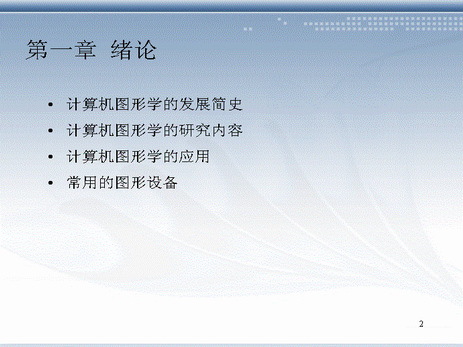 第一章 绪论
• 计算机图形学的发展简史
• 计算机图形学的研究内容
• 计算机图形学的应用
• 常用的图形设备
2